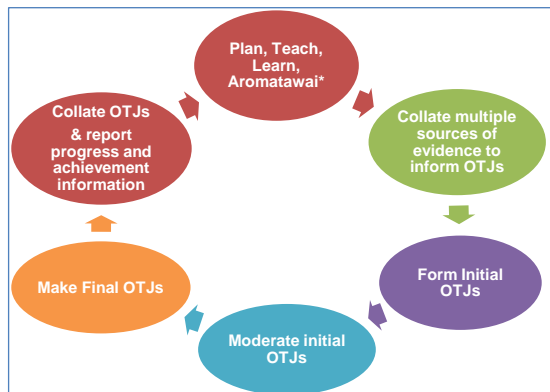 Plan, Teach,
Learn,
Aromatawai*
Collate multiple
sources of
evidence to
inform OTJs
Form Initial
OTJs
Moderate initial
OTJs
Make Final OTJs
Collate OTJs
& report
progress and
achievement
information